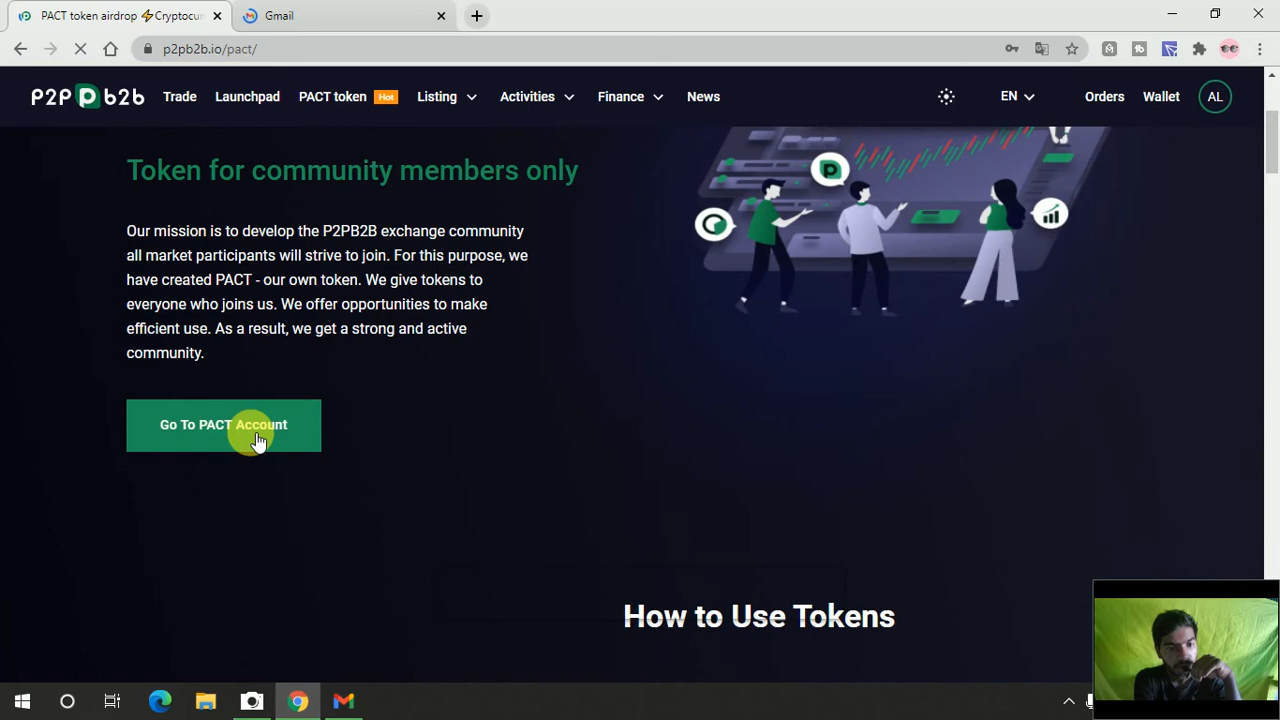 PACT token airdrop ⚡Cryptocur
Gmail
p2pb2b.io/pact/
P2P b2b Trade Launchpad PACT token Hot Listing Activities Finance News EN Orders Wallet AL
Token for community members only
Our mission is to develop the P2PB2B exchange community
all market participants will strive to join. For this purpose, we
have created PACT - our own token. We give tokens to
everyone who joins us. We offer opportunities to make
efficient use. As a result, we get a strong and active
community.
Go To PACT Account
How to Use Tokens